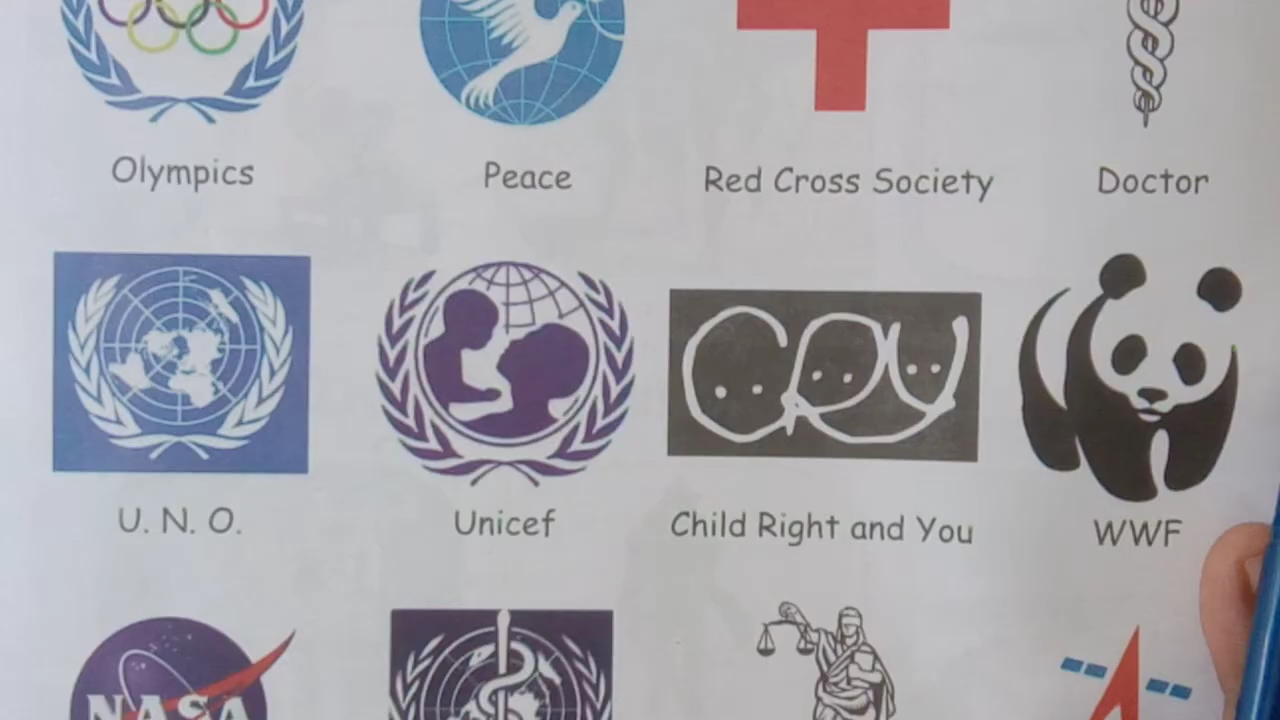 Olympics
Peace
Red Cross Society
Doctor
CRY
U. N. O.
Unicef
Child Right and You
WWF
NASA